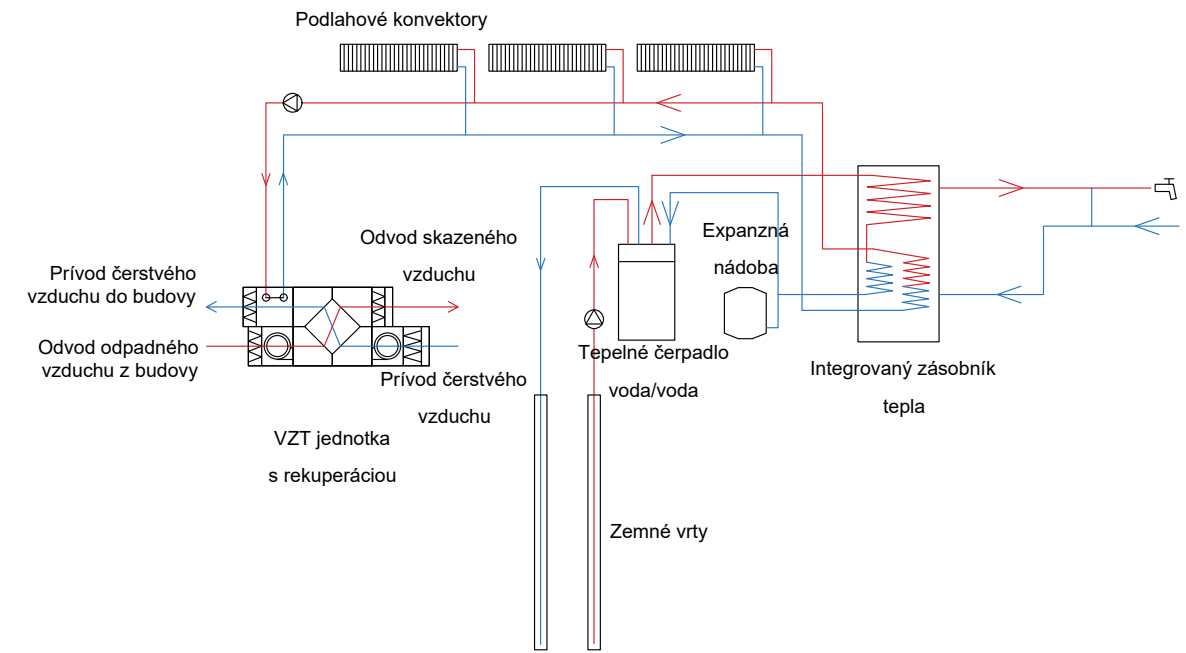 Podlahové konvektory
Odvod skazeného
vzduchu
Expanzná
nádoba
Prívod čerstvého
vzduchu do budovy
Odvod odpadného
vzduchu z budovy
Prívod čerstvého
vzduchu
Tepelné čerpadlo
voda/voda
Integrovaný zásobník
tepla
VZT jednotka
s rekuperáciou
Zemné vrty